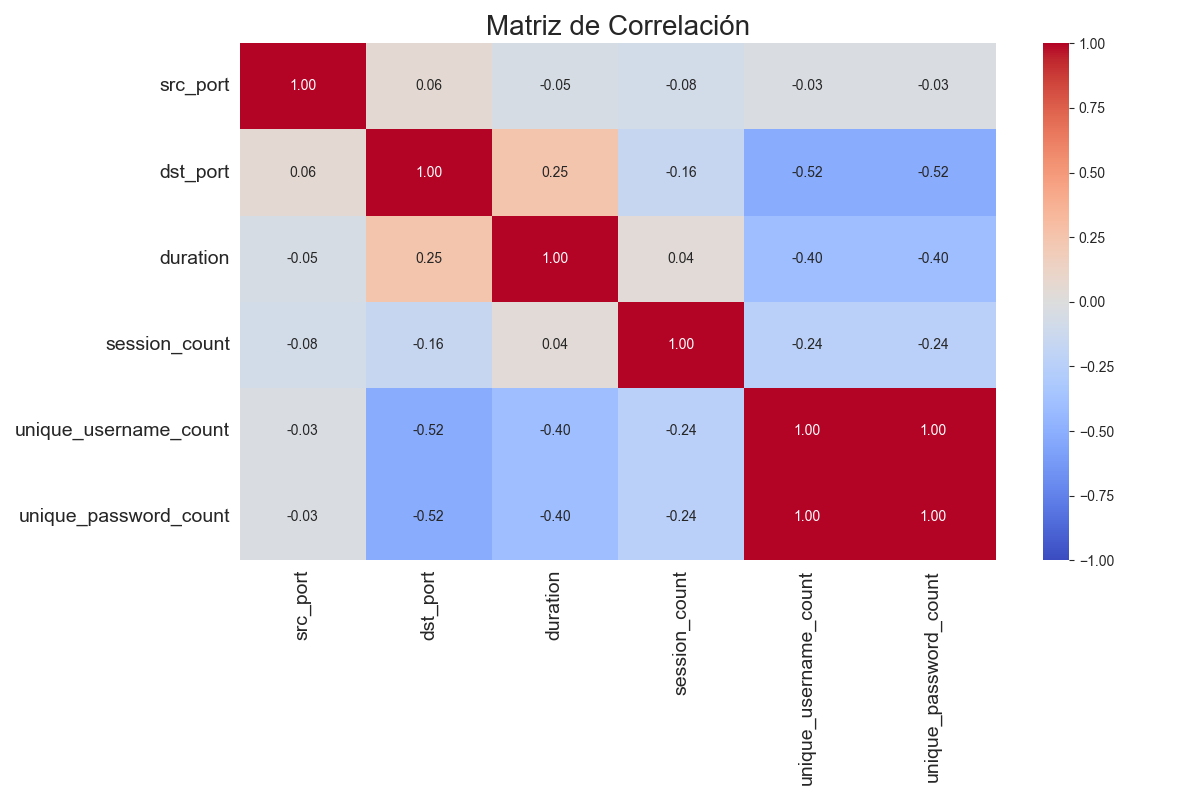 Matriz de Correlación
src_port 1.00 0.06 -0.05 -0.08 -0.03 -0.03
dst_port 0.06 1.00 0.25 -0.16 -0.52 -0.52
duration -0.05 0.25 1.00 0.04 -0.40 -0.40
session_count -0.08 -0.16 0.04 1.00 -0.24 -0.24
unique_username_count -0.03 -0.52 -0.40 -0.24 1.00 1.00
unique_password_count -0.03 -0.52 -0.40 -0.24 1.00 1.00
src_port
dst_port
duration
session_count
unique_username_count
unique_password_count
1.00
0.75
0.50
0.25
0.00
−0.25
−0.50
−0.75
−1.00